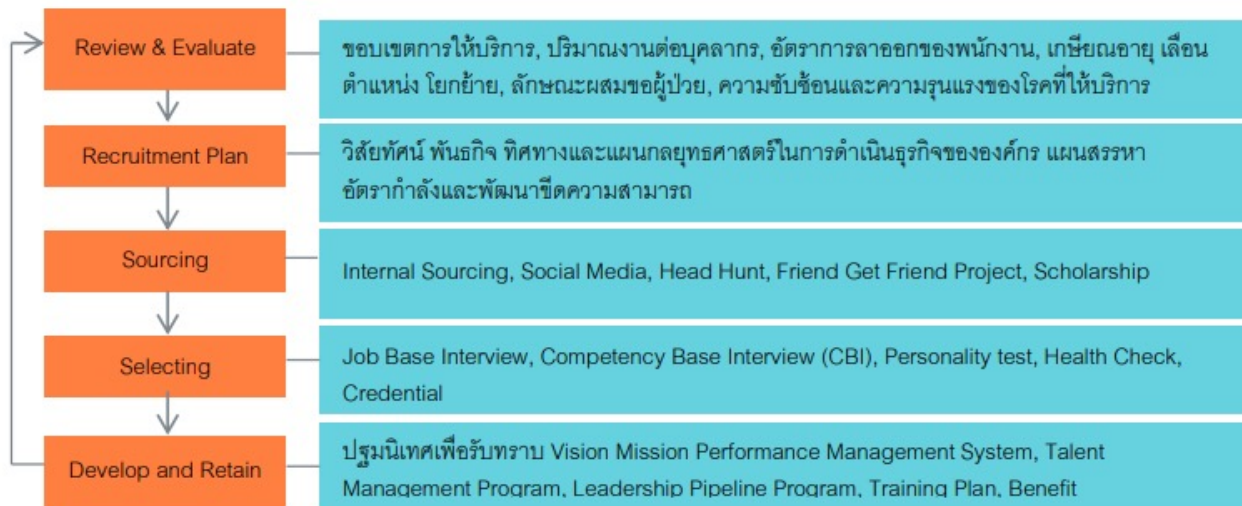 Review & Evaluate
ขอบเขตการให้บริการ, ปริมาณงานต่อบุคลากร, อัตราการลาออกของพนักงาน, เกษียณอายุ เลื่อน
ตำแหน่ง โยกย้าย, ลักษณะผสมขอผู้ป่วย, ความซับซ้อนและความรุนแรงของโรคที่ให้บริการ
Recruitment Plan
วิสัยทัศน์ พันธกิจ ทิศทางและแผนกลยุทธศาสตร์ในการดำเนินธุรกิจขององค์กร แผนสรรหา
อัตรากำลังและพัฒนาขีดความสามารถ
Sourcing
Internal Sourcing, Social Media, Head Hunt, Friend Get Friend Project, Scholarship
Selecting
Job Base Interview, Competency Base Interview (CBI), Personality test, Health Check,
Credential
Develop and Retain
ปฐมนิเทศเพื่อรับทราบ Vision Mission Performance Management System, Talent
Management Program, Leadership Pipeline Program, Training Plan, Benefit